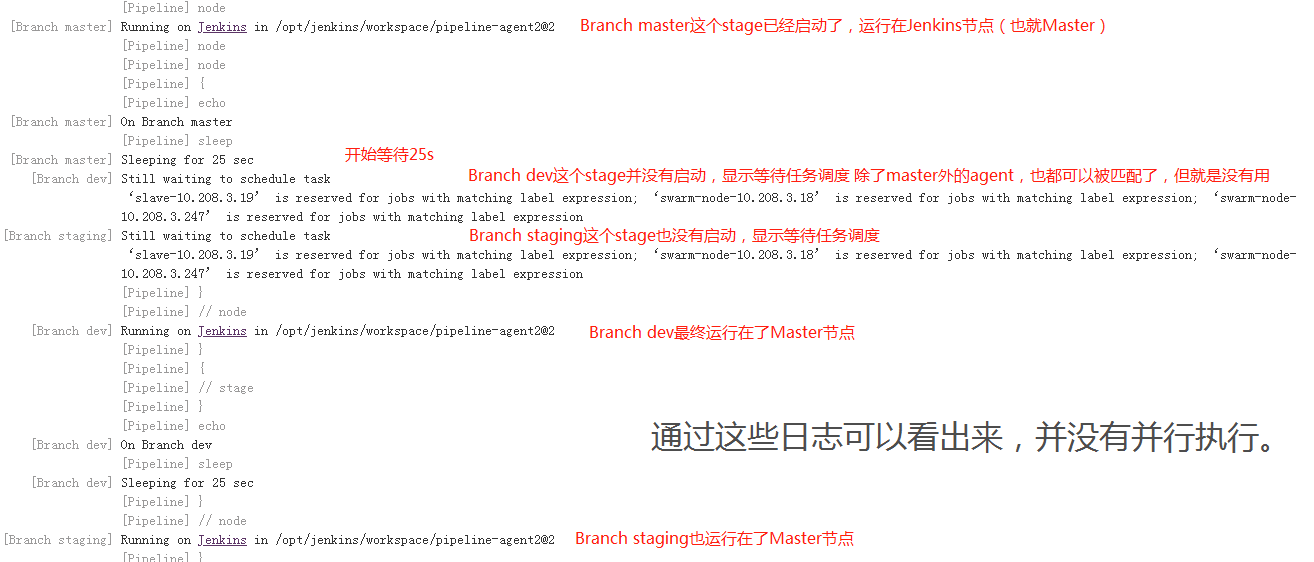 [Pipeline] node
[Branch master] Running on Jenkins in /opt/jenkins/workspace/pipeline-agent2@2 Branch master这个stage已经启动了，运行在Jenkins节点（也就Master）
[Pipeline] node
[Pipeline] node
[Pipeline] {
[Pipeline] echo
[Branch master] On Branch master
[Pipeline] sleep
[Branch master] Sleeping for 25 sec 开始等待25s
[Branch dev] Still waiting to schedule task Branch dev这个stage并没有启动，显示等待任务调度 除了master外的agent，也都可以被匹配了，但就是没有用
‘slave-10.208.3.19’ is reserved for jobs with matching label expression; ‘swarm-node-10.208.3.18’ is reserved for jobs with matching label expression; ‘swarm-node-
10.208.3.247’ is reserved for jobs with matching label expression
[Branch staging] Still waiting to schedule task Branch staging这个stage也没有启动，显示等待任务调度
‘slave-10.208.3.19’ is reserved for jobs with matching label expression; ‘swarm-node-10.208.3.18’ is reserved for jobs with matching label expression; ‘swarm-node-
10.208.3.247’ is reserved for jobs with matching label expression
[Pipeline] }
[Pipeline] // node
[Branch dev] Running on Jenkins in /opt/jenkins/workspace/pipeline-agent2@2 Branch dev最终运行在了Master节点
[Pipeline] }
[Pipeline] {
[Pipeline] // stage
[Pipeline] }
[Pipeline] echo
通过这些日志可以看出来，并没有并行执行。
[Branch dev] On Branch dev
[Pipeline] sleep
[Branch dev] Sleeping for 25 sec
[Pipeline] }
[Pipeline] // node
[Branch staging] Running on Jenkins in /opt/jenkins/workspace/pipeline-agent2@2 Branch staging也运行在了Master节点
[Pipeline] }